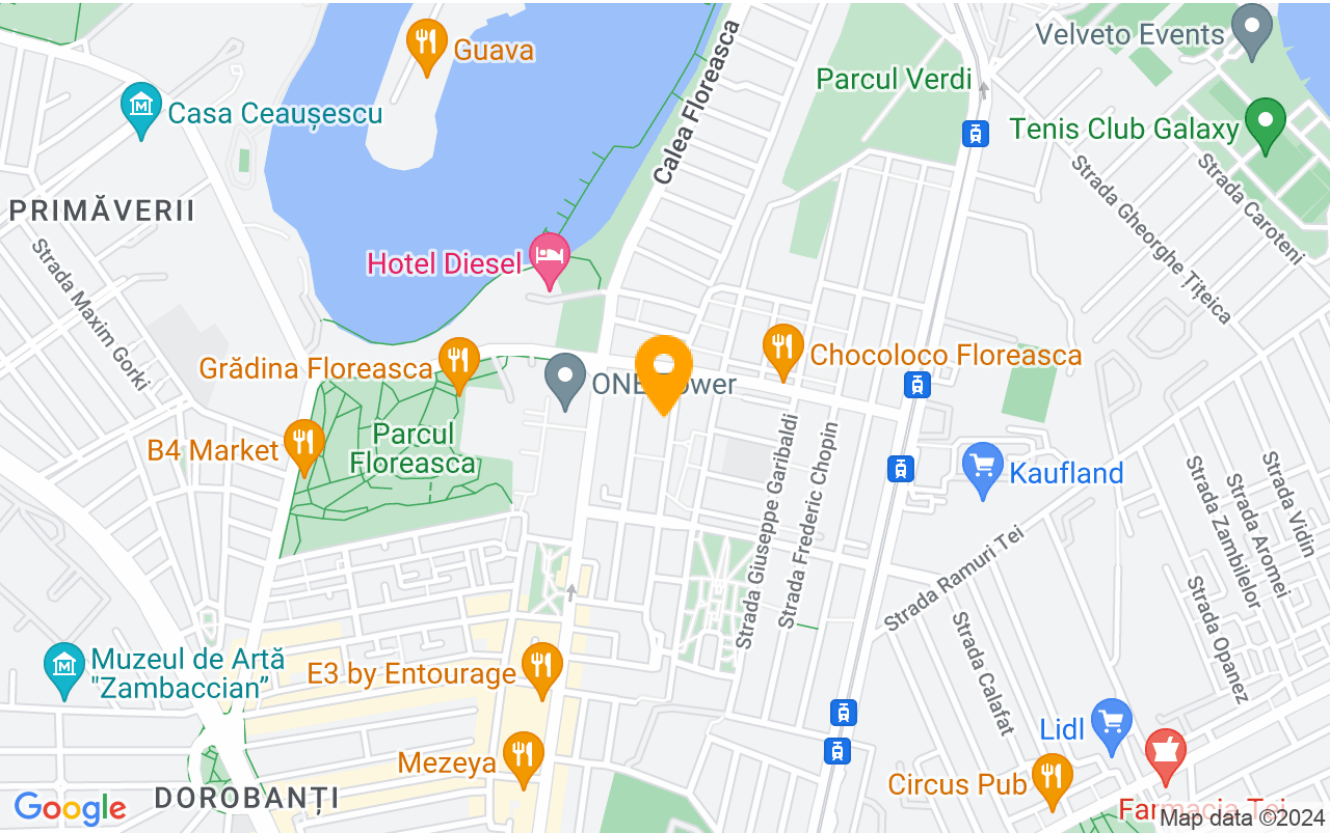 Guava
Calea Floreasca
Velveto Events
Parcul Verdi
Casa Ceaușescu
Tenis Club Galaxy
Strada Caroteni
PRIMĂVERII
Strada Gheorghe Țițeica
Hotel Diesel
Strada Maxim Gorki
Grădina Floreasca
Chocoloco Floreasca
Parcul
Floreasca
B4 Market
Kaufland
Strada Giuseppe Garibaldi
Strada Frederic Chopin
Strada Zambilelor
Strada Aromei
Strada Vidin
Strada Ramuri Tei
Strada Opanez
Strada Calafat
Muzeul de Artă
"Zambaccian”
E3 by Entourage
Lidl
Mezeya
Circus Pub
DOROBANȚI
Google
Farmacia Tei
Map data ©2024